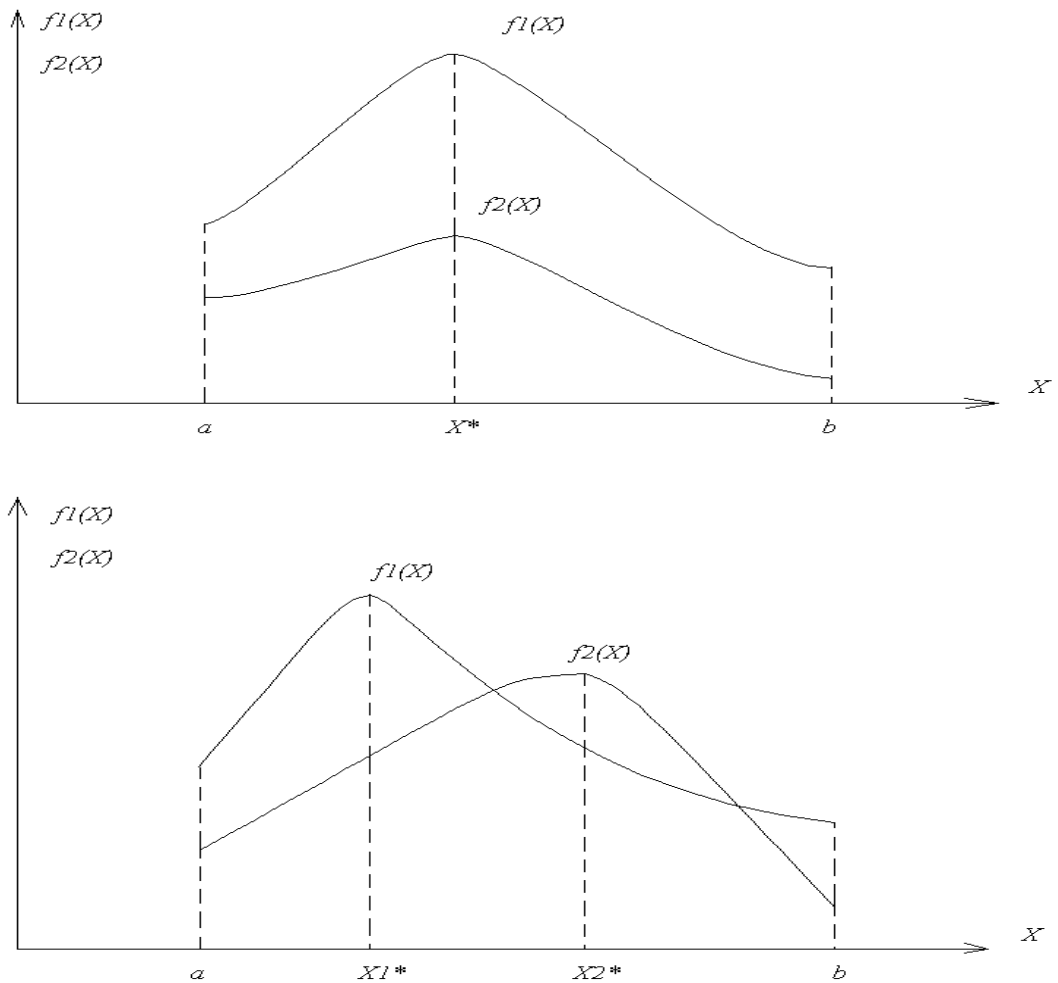 f1(X) f1(X)
f2(X)
f2(X)
X
a X* b
f1(X)
f2(X)
f1(X)
f2(X)
X
a X1* X2* b